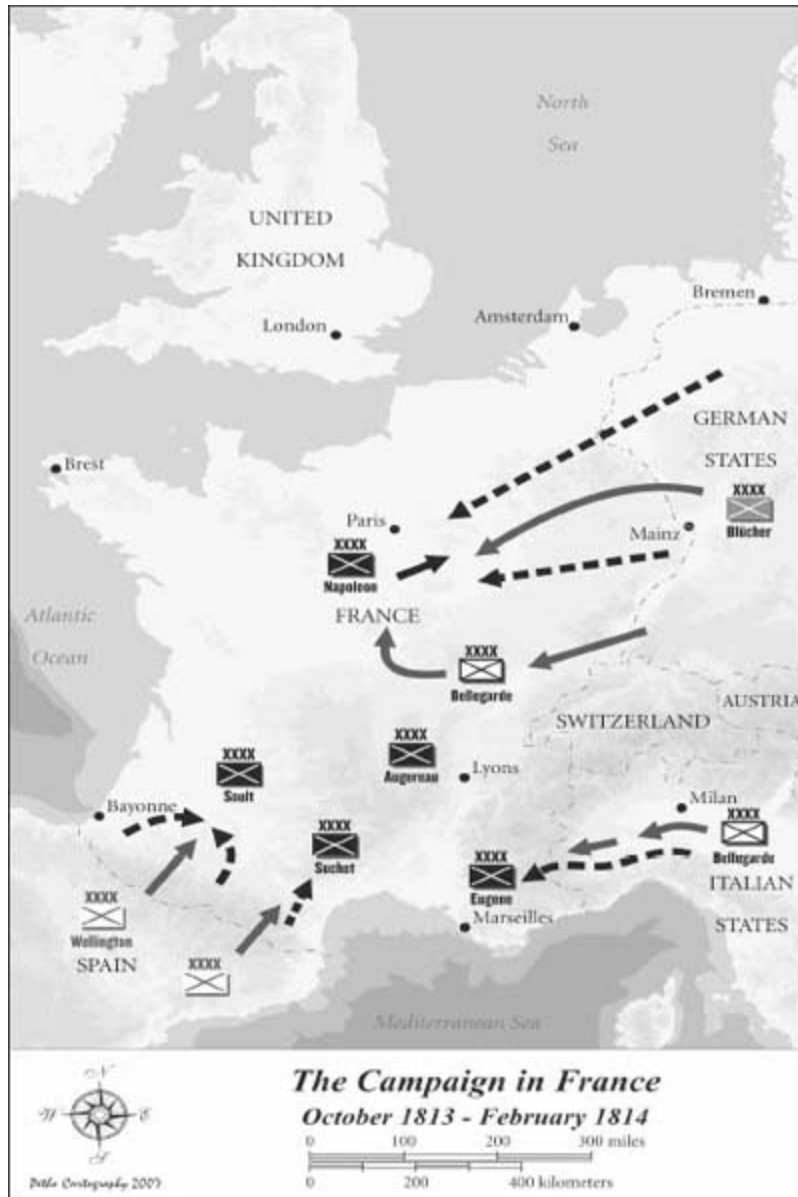 North
Sea
UNITED
KINGDOM
London
Amsterdam
Bremen
GERMAN
STATES
Brest
XXXX
Blücher
Paris
Mainz
XXXX
Napoleon
Atlantic
Ocean
FRANCE
XXXX
Bellegarde
AUSTRIA
SWITZERLAND
XXXX
Augereau
Lyons
XXXX
Soult
Bayonne
Milan
XXXX
Bellegarde
XXXX
Suchet
XXXX
Eugene
ITALIAN
STATES
Marseilles
XXXX
Wellington
SPAIN
XXXX
Mediterranean Sea
N
W E
S
The Campaign in France
October 1813 - February 1814
0 100 200 300 miles
0 200 400 kilometers